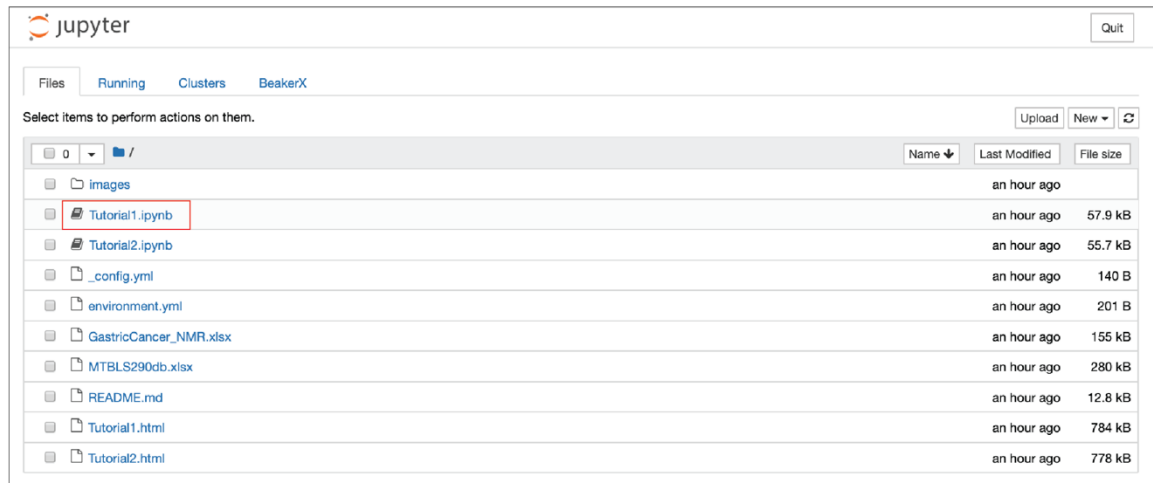 jupyter Quit
Files Running Clusters BeakerX
Select items to perform actions on them. Upload New
0 / Name Last Modified File size
images an hour ago
Tutorial1.ipynb an hour ago 57.9 kB
Tutorial2.ipynb an hour ago 55.7 kB
_config.yml an hour ago 140 B
environment.yml an hour ago 201 B
GastricCancer_NMR.xlsx an hour ago 155 kB
MTBLS290db.xlsx an hour ago 280 kB
README.md an hour ago 12.8 kB
Tutorial1.html an hour ago 784 kB
Tutorial2.html an hour ago 778 kB